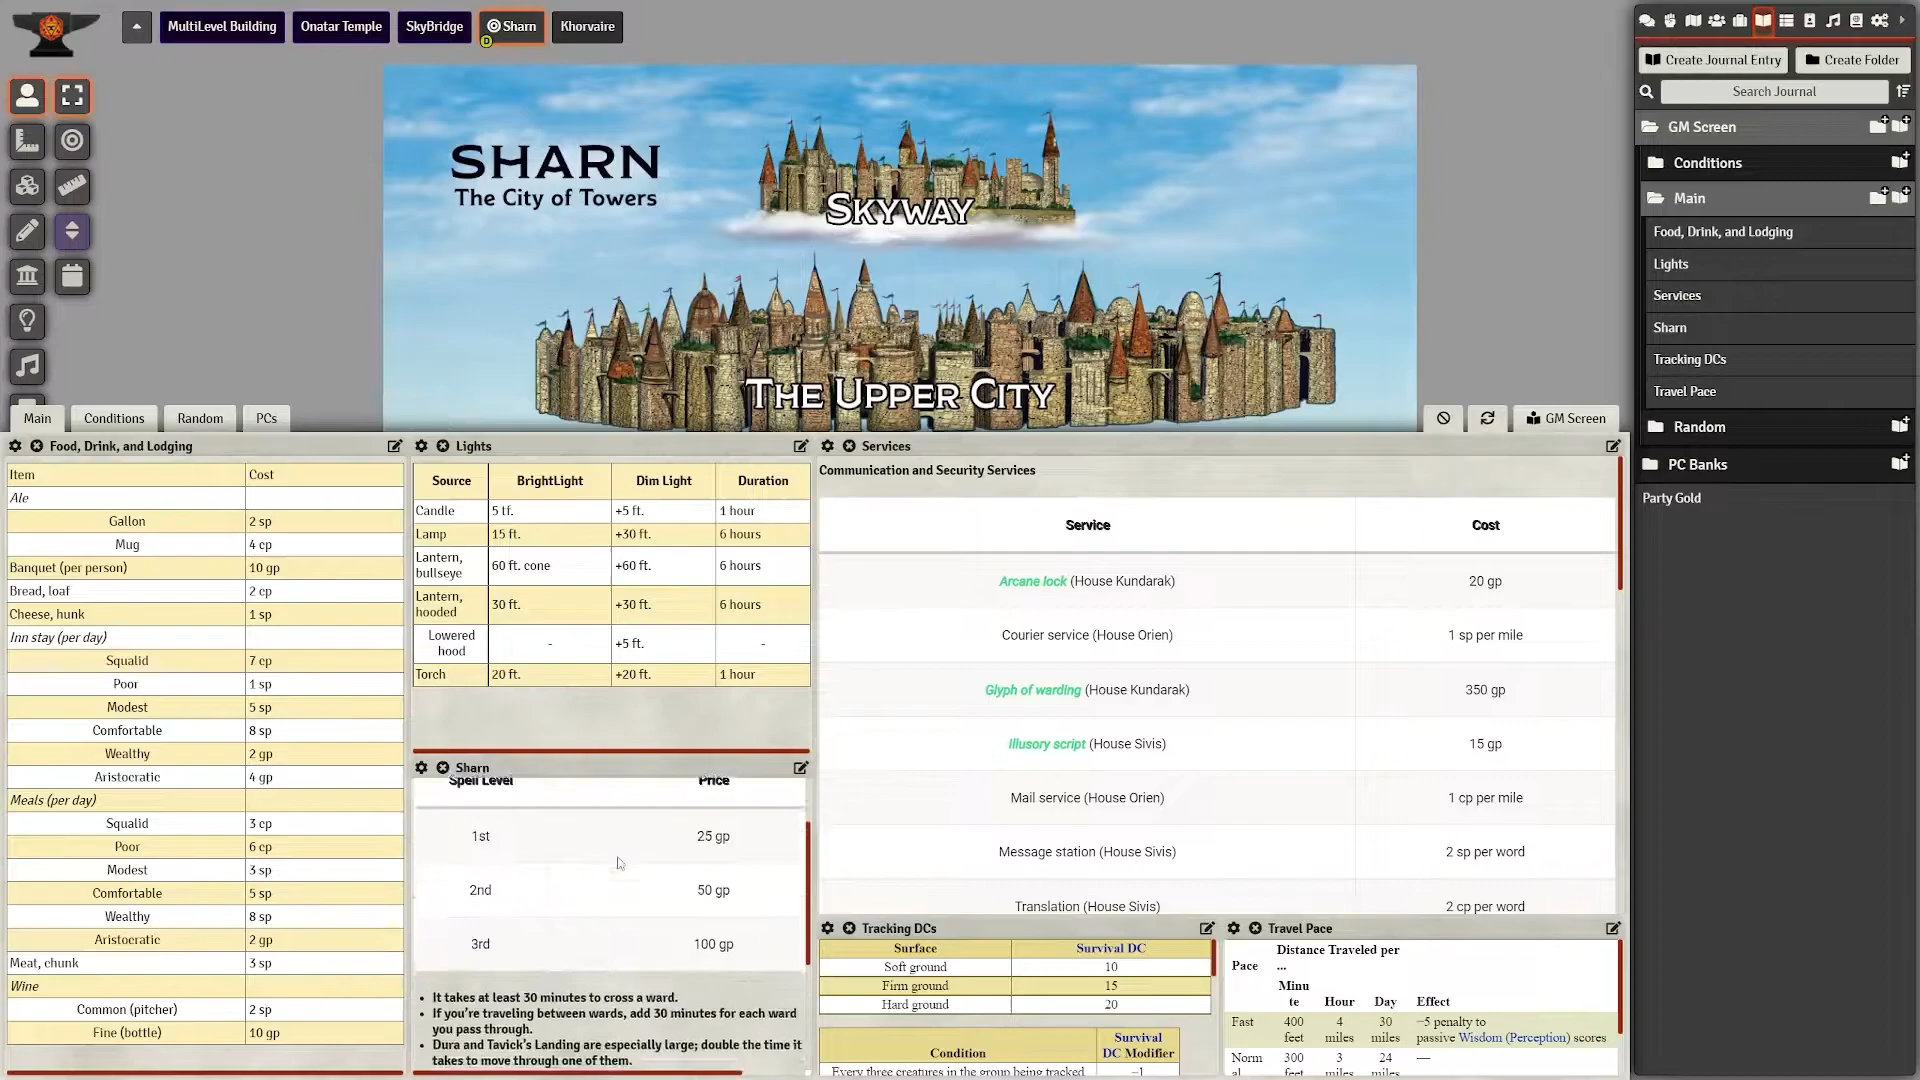 MultiLevel Building
Onatar Temple
SkyBridge
Sharn
D
Khorvaire
Create Journal Entry
Create Folder
Search Journal
GM Screen
Conditions
Main
Food, Drink, and Lodging
Lights
Services
Sharn
Tracking DCs
Travel Pace
Random
PC Banks
Party Gold
SHARN
The City of Towers
SKYWAY
THE UPPER CITY
Main
Conditions
Random
PCs
GM Screen
Food, Drink, and Lodging
Item Cost
Ale
Gallon 2 sp
Mug 4 cp
Banquet (per person) 10 gp
Bread, loaf 2 cp
Cheese, hunk 1 sp
Inn stay (per day)
Squalid 7 cp
Poor 1 sp
Modest 5 sp
Comfortable 8 sp
Wealthy 2 gp
Aristocratic 4 gp
Meals (per day)
Squalid 3 cp
Poor 6 cp
Modest 3 sp
Comfortable 5 sp
Wealthy 8 sp
Aristocratic 2 gp
Meat, chunk 3 sp
Wine
Common (pitcher) 2 sp
Fine (bottle) 10 gp
Lights
Source BrightLight Dim Light Duration
Candle 5 tf. +5 ft. 1 hour
Lamp 15 ft. +30 ft. 6 hours
Lantern,
bullseye 60 ft. cone +60 ft. 6 hours
Lantern,
hooded 30 ft. +30 ft. 6 hours
Lowered
hood - +5 ft. -
Torch 20 ft. +20 ft. 1 hour
Sharn
Spell Level Price
1st 25 gp
2nd 50 gp
3rd 100 gp
• It takes at least 30 minutes to cross a ward.
• If you're traveling between wards, add 30 minutes for each ward
you pass through.
• Dura and Tavick's Landing are especially large; double the time it
takes to move through one of them.
Services
Communication and Security Services
Service Cost
Arcane lock (House Kundarak) 20 gp
Courier service (House Orien) 1 sp per mile
Glyph of warding (House Kundarak) 350 gp
Illusory script (House Sivis) 15 gp
Mail service (House Orien) 1 cp per mile
Message station (House Sivis) 2 sp per word
Translation (House Sivis) 2 cp per word
Tracking DCs
Surface Survival DC
Soft ground 10
Firm ground 15
Hard ground 20
Condition Survival
DC Modifier
Every three creatures in the group being tracked −1
Travel Pace
Pace Distance Traveled per
...
Minu
te Hour Day Effect
Fast 400
feet 4
miles 30
miles −5 penalty to
passive Wisdom (Perception) scores
Norm
al 300
feet 3
miles 24
miles —